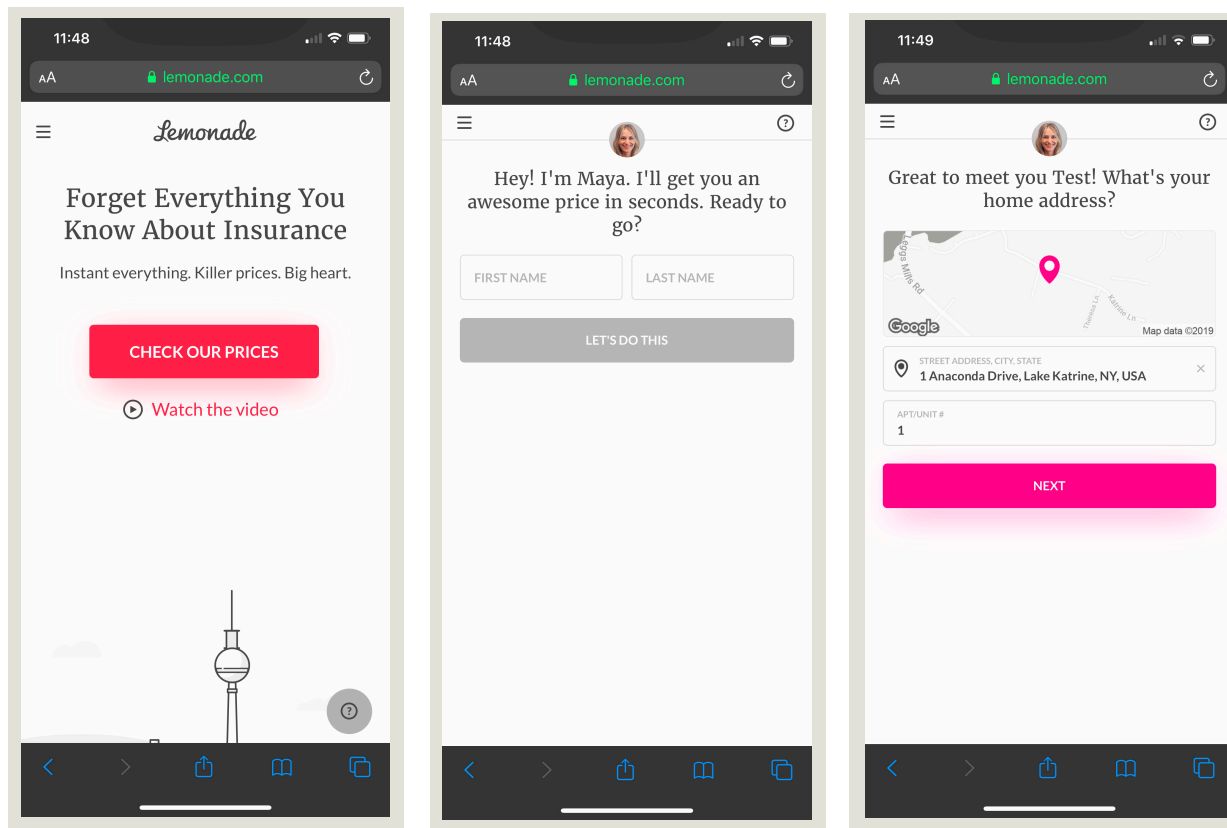 11:48
AA lemonade.com
Lemonade
Forget Everything You
Know About Insurance
Instant everything. Killer prices. Big heart.
CHECK OUR PRICES
Watch the video
?
11:48
AA lemonade.com
?
Hey! I'm Maya. I'll get you an
awesome price in seconds. Ready to
go?
FIRST NAME LAST NAME
LET'S DO THIS
11:49
AA lemonade.com
?
Great to meet you Test! What's your
home address?
Leggs Mills Rd
Theresa Ln
Katrine Ln
Google Map data ©2019
STREET ADDRESS, CITY, STATE
1 Anaconda Drive, Lake Katrine, NY, USA
APT/UNIT #
1
NEXT